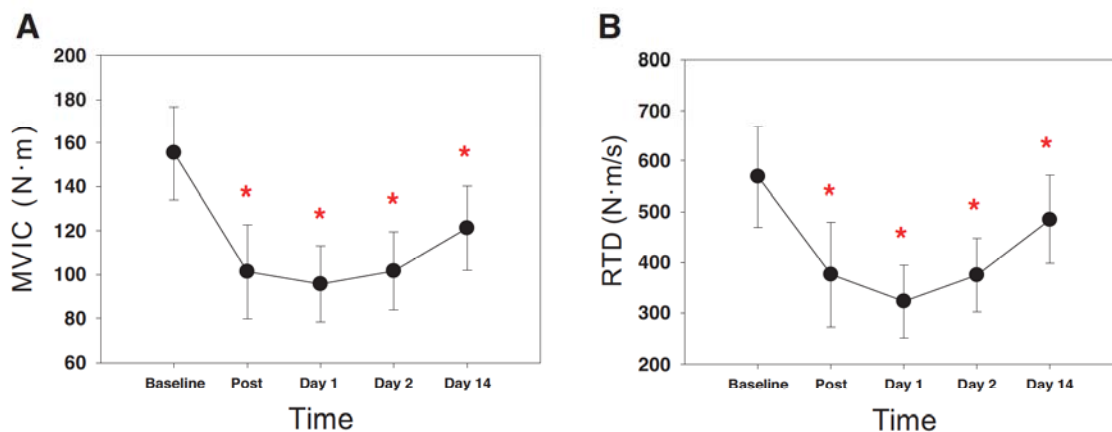 A
MVIC (N·m)
200
180
160
140
120
100
80
60
* * * *
Baseline Post Day 1 Day 2 Day 14
Time
B
RTD (N·m/s)
800
700
600
500
400
300
200
* * * *
Baseline Post Day 1 Day 2 Day 14
Time